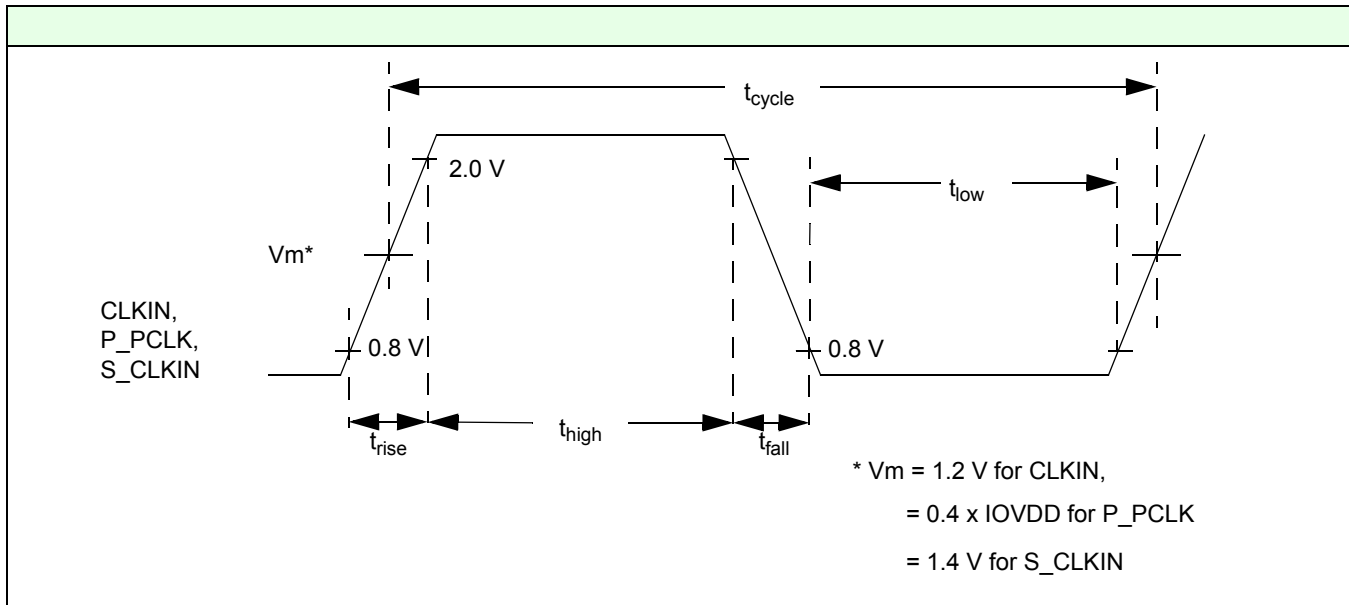 tcycle
2.0 V
tlow
Vm*
CLKIN,
P_PCLK,
S_CLKIN
0.8 V
0.8 V
trise
thigh
tfall
* Vm = 1.2 V for CLKIN,
= 0.4 x IOVDD for P_PCLK
= 1.4 V for S_CLKIN